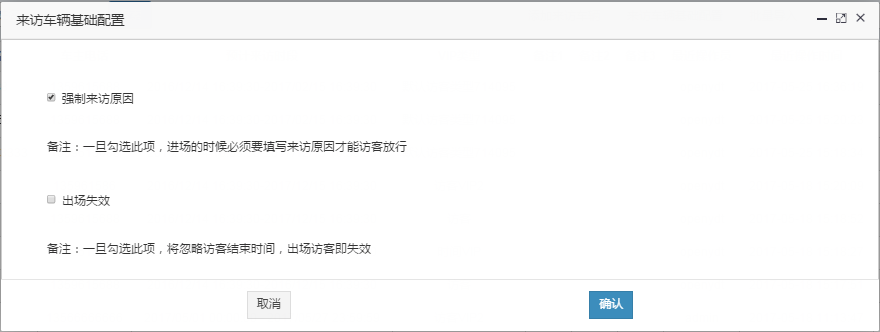 来访车辆基础配置
强制来访原因
备注：一旦勾选此项，进场的时候必须要填写来访原因才能访客放行
出场失效
备注：一旦勾选此项，将忽略访客结束时间，出场访客即失效
取消
确认